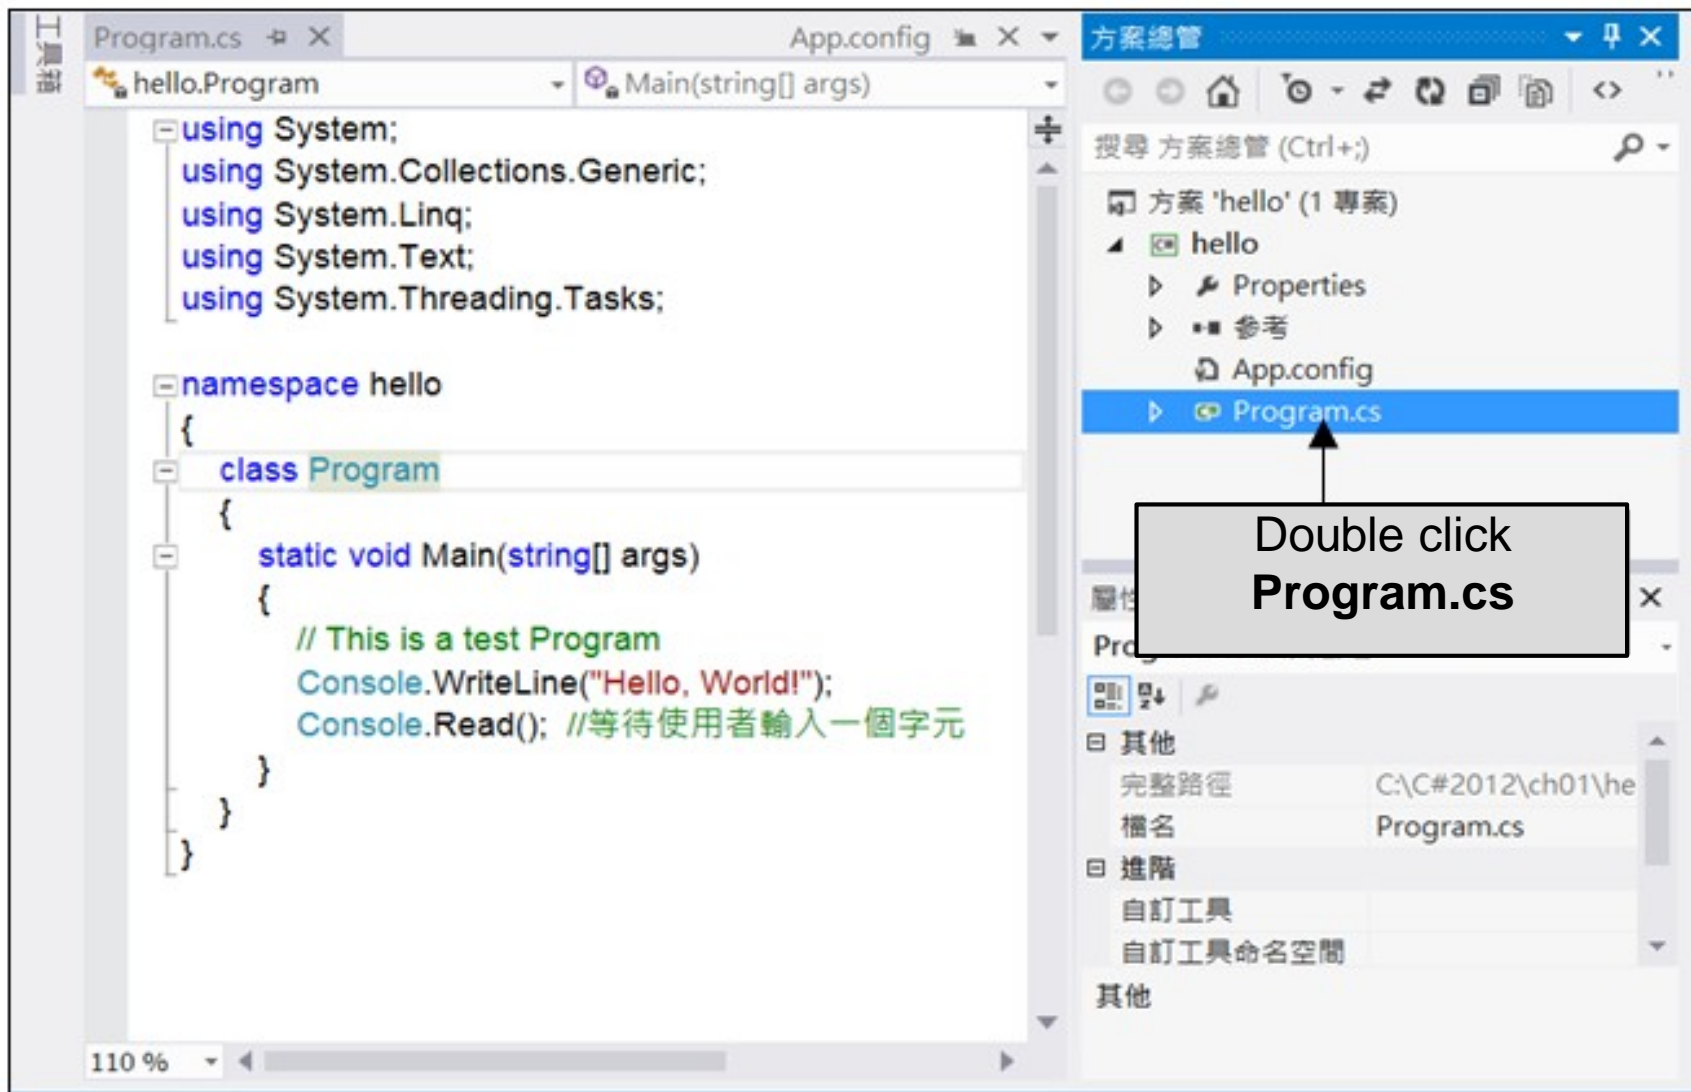 工具箱
Program.cs
App.config
hello.Program
Main(string[] args)
using System;
using System.Collections.Generic;
using System.Linq;
using System.Text;
using System.Threading.Tasks;
namespace hello
{
class Program
{
static void Main(string[] args)
{
// This is a test Program
Console.WriteLine("Hello, World!");
Console.Read(); //等待使用者輸入一個字元
}
}
}
110 %
方案總管
搜尋 方案總管 (Ctrl+;)
方案 'hello' (1 專案)
hello
Properties
參考
App.config
Program.cs
Double click
Program.cs
其他
完整路徑 C:\C#2012\ch01\he
檔名 Program.cs
進階
自訂工具
自訂工具命名空間
其他